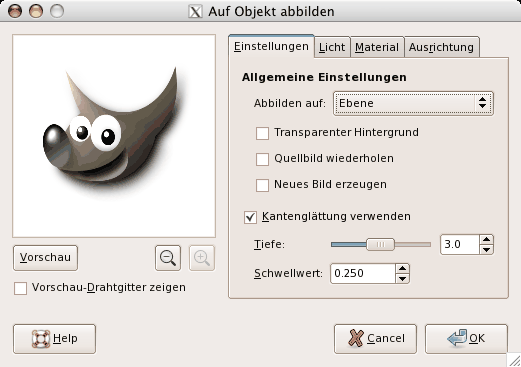 Auf Objekt abbilden
Einstellungen Licht Material Ausrichtung
Allgemeine Einstellungen
Abbilden auf: Ebene
Transparenter Hintergrund
Quellbild wiederholen
Neues Bild erzeugen
Kantenglättung verwenden
Tiefe: 3.0
Schwellwert: 0.250
Vorschau
Vorschau-Drahtgitter zeigen
Help Cancel OK